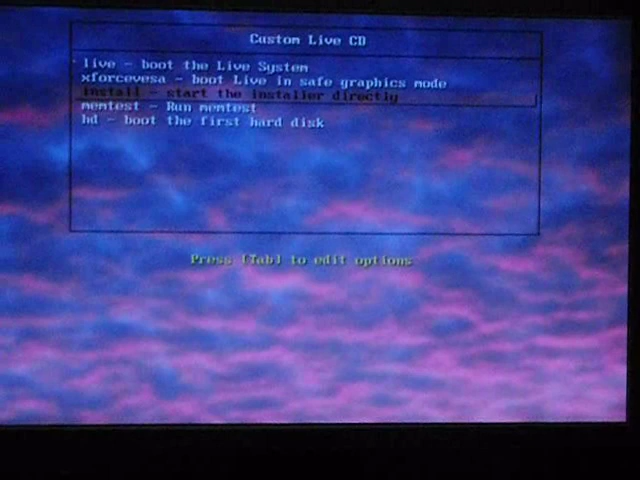 Custom Live CD
live - boot the Live System
xforcevesa - boot Live in safe graphics mode
install - start the installer directly
memtest - Run memtest
hd - boot the first hard disk
Press [Tab] to edit options